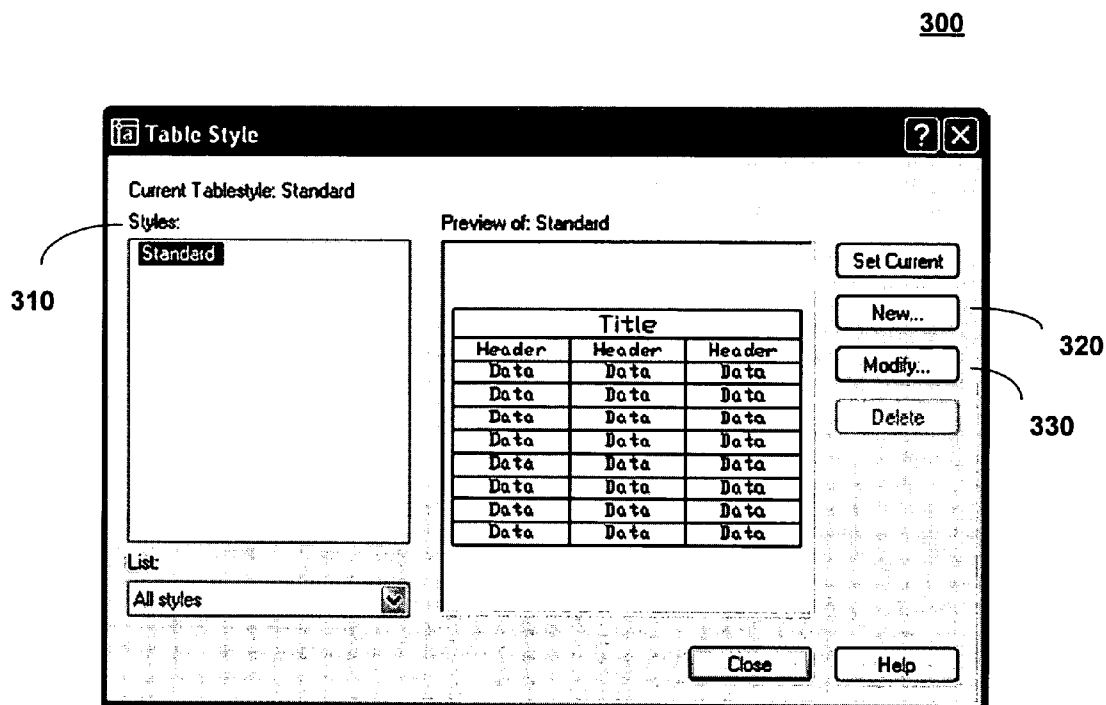 300
Table Style
Current Tablestyle: Standard
Styles:
Preview of: Standard
Standard
Set Current
310
New...
320
Title
Header Header Header
Modify...
Data Data Data
330
Data Data Data
Delete
Data Data Data
Data Data Data
Data Data Data
Data Data Data
Data Data Data
Data Data Data
List:
All styles
Close
Help